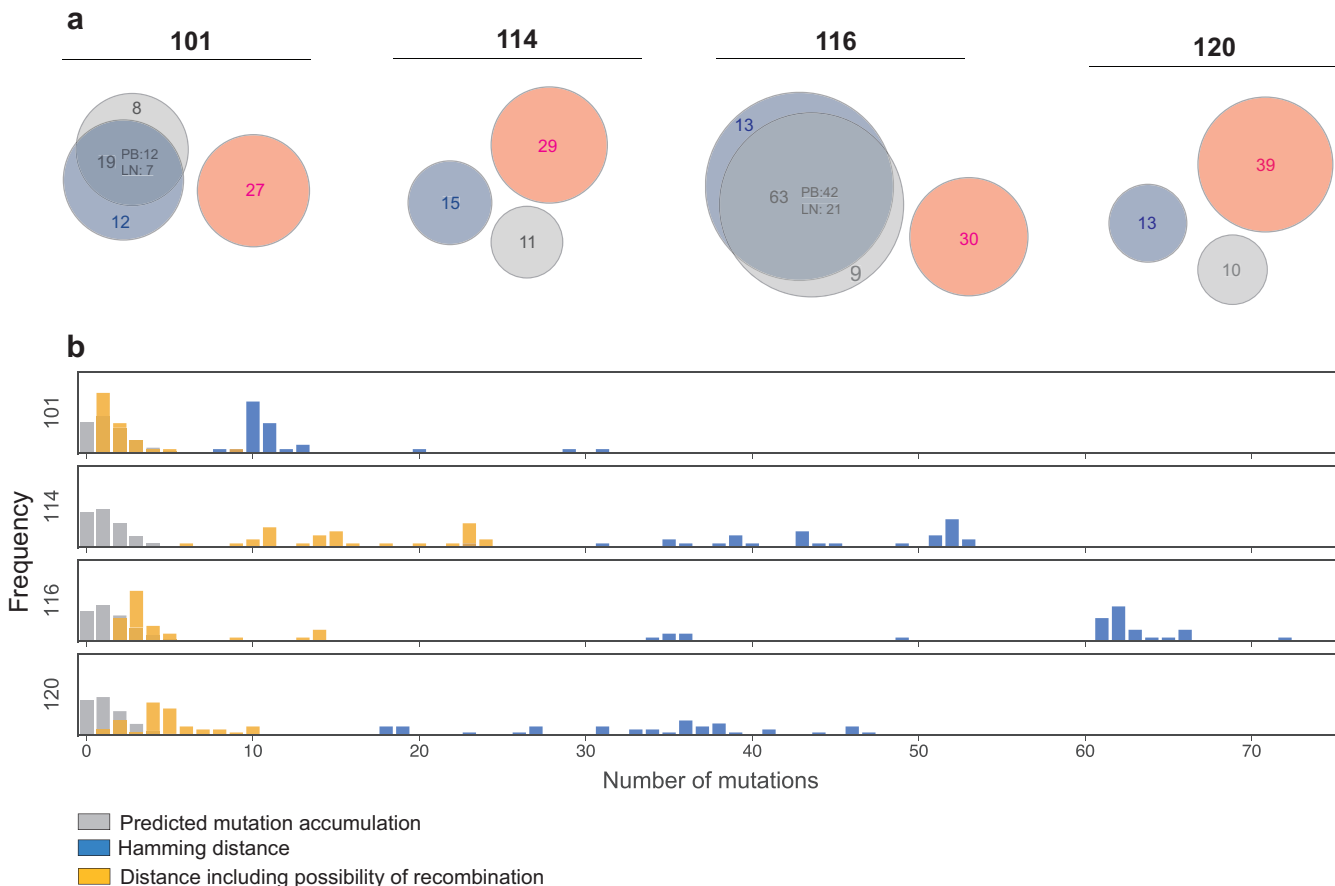 a
101
114
116
120
8
19 PB:12
LN: 7
12
27
29
15
11
13
63 PB:42
LN: 21
9
30
39
13
10
b
Frequency
101
114
116
120
0 10 20 30 40 50 60 70
Number of mutations
Predicted mutation accumulation
Hamming distance
Distance including possibility of recombination